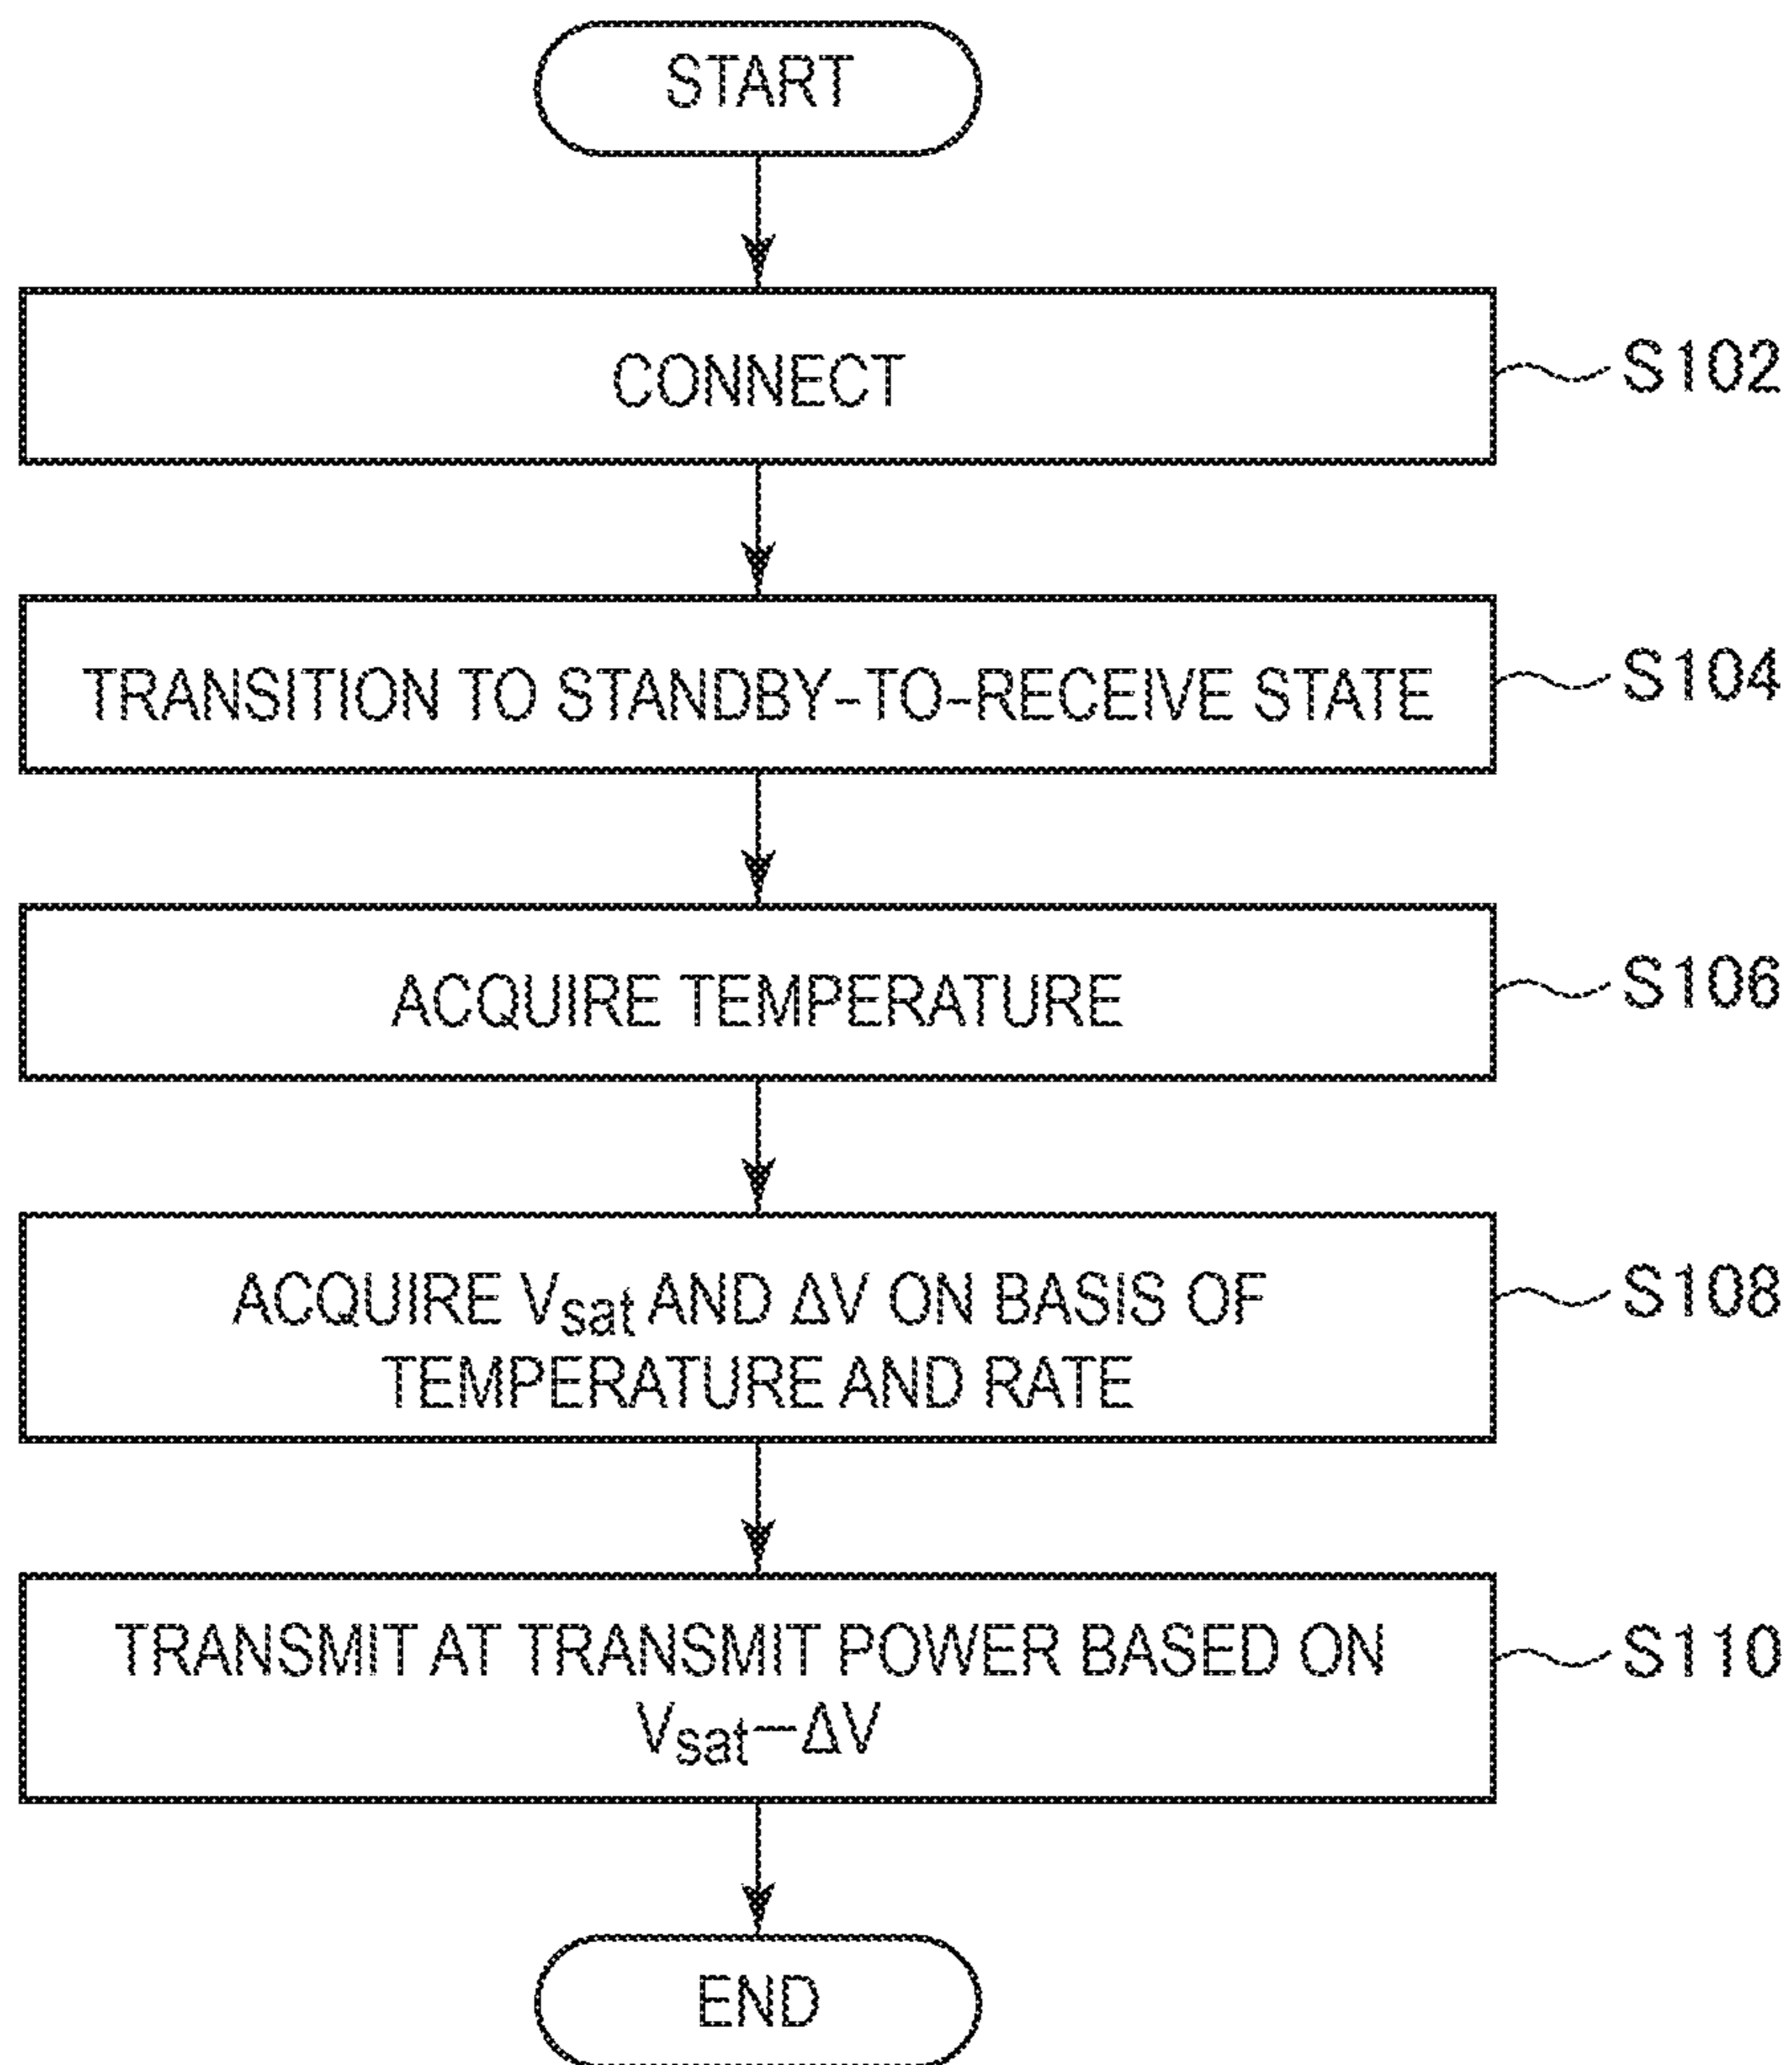 START
CONNECT
S102
TRANSITION TO STANDBY-TO-RECEIVE STATE
S104
ACQUIRE TEMPERATURE
S106
ACQUIRE Vsat AND ΔV ON BASIS OF
TEMPERATURE AND RATE
S108
TRANSMIT AT TRANSMIT POWER BASED ON
Vsat−ΔV
S110
END